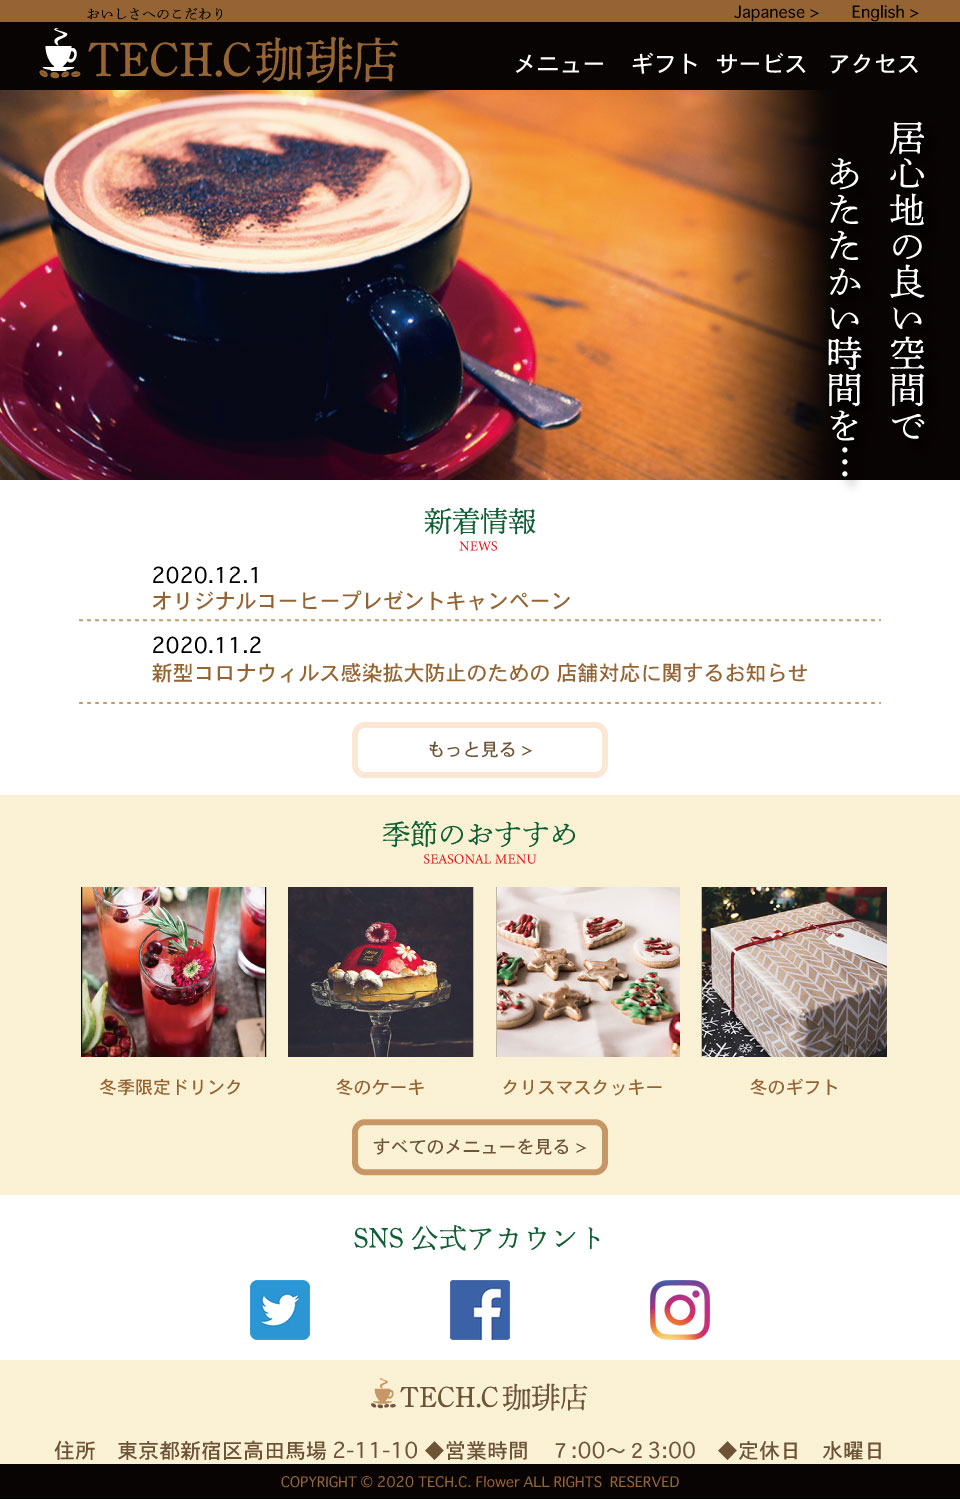 おいしさへのこだわり
Japanese >
English >
TECH.C珈琲店
メニュー
ギフト
サービス
アクセス
居心地の良い空間で
あたたかい時間を…
新着情報
NEWS
2020.12.1
オリジナルコーヒープレゼントキャンペーン
2020.11.2
新型コロナウィルス感染拡大防止のための 店舗対応に関するお知らせ
もっと見る >
季節のおすすめ
SEASONAL MENU
冬季限定ドリンク
冬のケーキ
クリスマスクッキー
冬のギフト
すべてのメニューを見る >
SNS 公式アカウント
TECH.C珈琲店
住所 東京都新宿区高田馬場 2-11-10 ◆営業時間 7:00〜23:00 ◆定休日 水曜日
COPYRIGHT © 2020 TECH.C. Flower ALL RIGHTS RESERVED